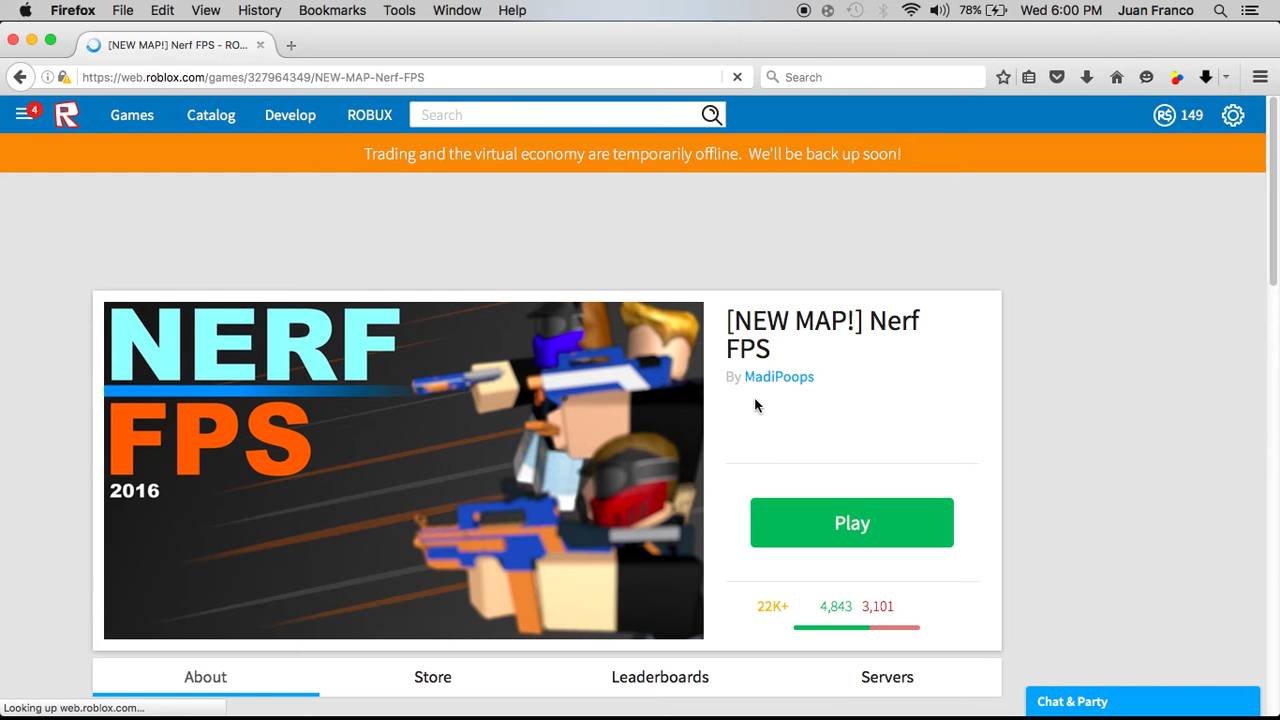 Firefox File Edit View History Bookmarks Tools Window Help 78% Wed 6:00 PM Juan Franco
[NEW MAP!] Nerf FPS - RO...
https://web.roblox.com/games/327964349/NEW-MAP-Nerf-FPS Search
4 R Games Catalog Develop ROBUX Search R$ 149
Trading and the virtual economy are temporarily offline. We'll be back up soon!
NERF
FPS
2016
[NEW MAP!] Nerf
FPS
By MadiPoops
Play
22K+ 4,843 3,101
About Store Leaderboards Servers
Chat & Party
Looking up web.roblox.com...